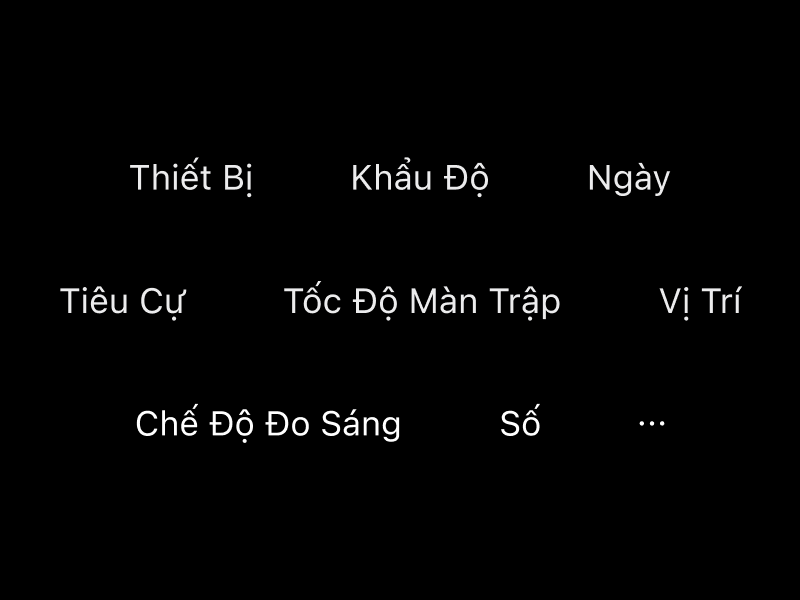 Thiết Bị Khẩu Độ Ngày
Tiêu Cự Tốc Độ Màn Trập Vị Trí
Chế Độ Đo Sáng Số ...